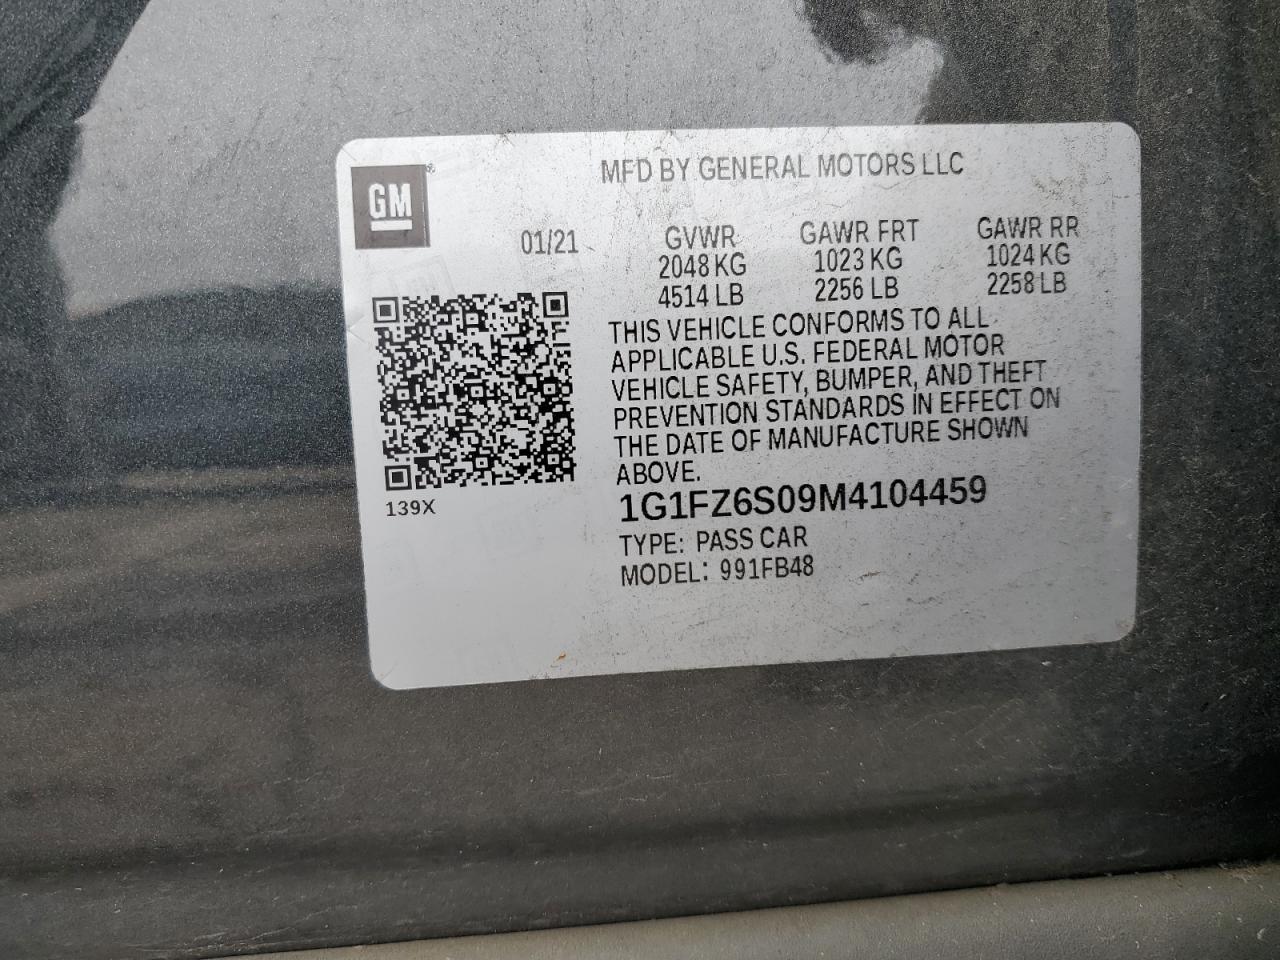 MFD BY GENERAL MOTORS LLC
GM
01/21 GVWR GAWR FRT GAWR RR
2048 KG 1023 KG 1024 KG
4514 LB 2256 LB 2258 LB
THIS VEHICLE CONFORMS TO ALL
APPLICABLE U.S. FEDERAL MOTOR
VEHICLE SAFETY, BUMPER, AND THEFT
PREVENTION STANDARDS IN EFFECT ON
THE DATE OF MANUFACTURE SHOWN
ABOVE.
139X
1G1FZ6S09M4104459
TYPE: PASS CAR
MODEL: 991FB48